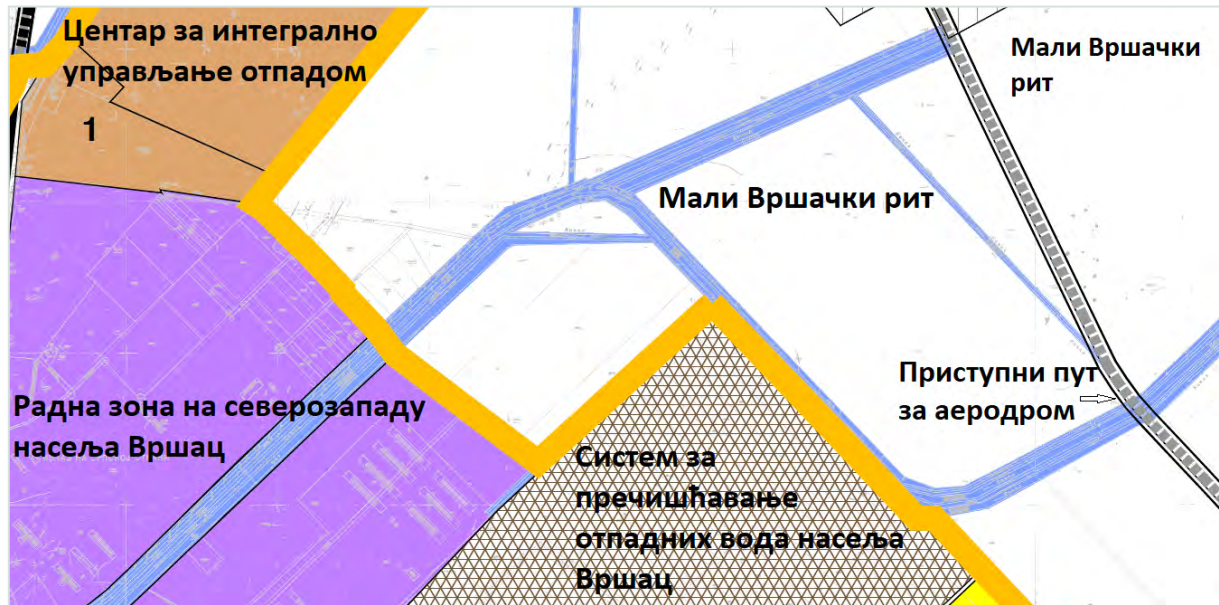 Центар за интегрално
управљање отпадом
1
Мали Вршачки
рит
Мали Вршачки рит
Приступни пут
за аеродром
Радна зона на северозападу
насеља Вршац
Систем за
пречишћавање
отпадних вода насеља
Вршац